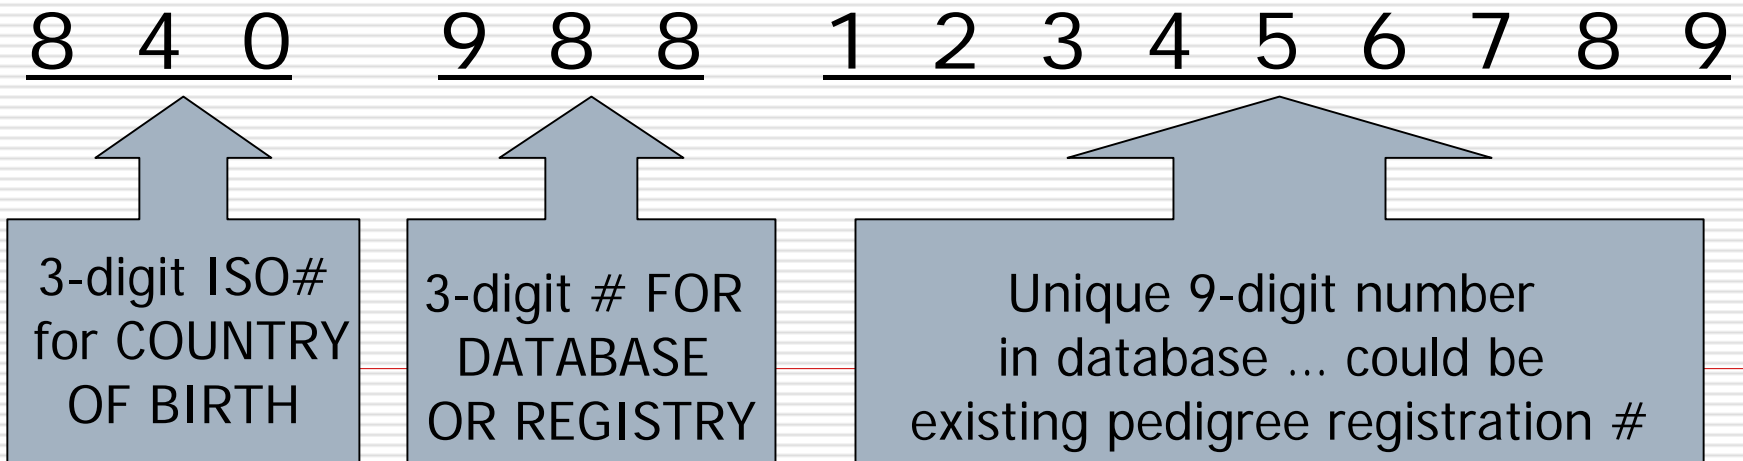 8 4 0 9 8 8 1 2 3 4 5 6 7 8 9
3-digit ISO#
for COUNTRY
OF BIRTH
3-digit # FOR
DATABASE
OR REGISTRY
Unique 9-digit number
in database ... could be
existing pedigree registration #